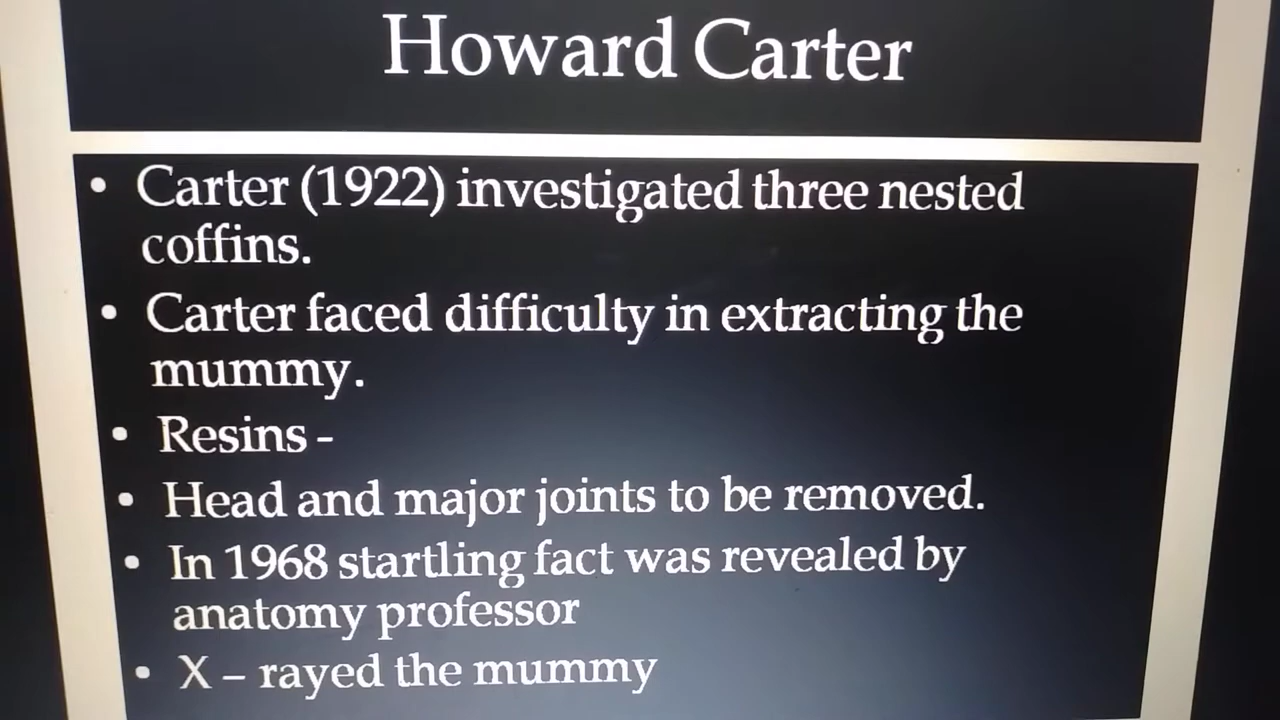 Howard Carter
• Carter (1922) investigated three nested
coffins.
• Carter faced difficulty in extracting the
mummy.
• Resins -
• Head and major joints to be removed.
• In 1968 startling fact was revealed by
anatomy professor
• X – rayed the mummy